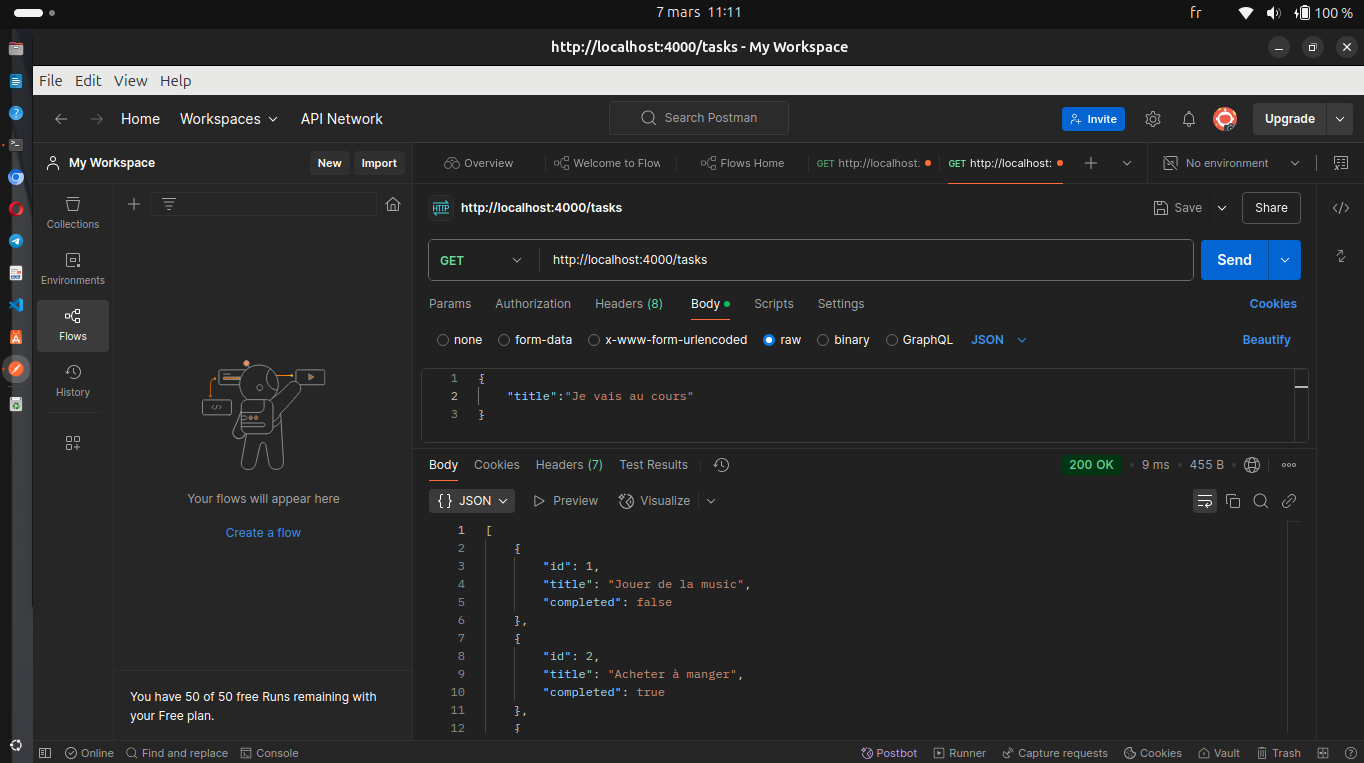 7 mars 11:11
fr
100 %
http://localhost:4000/tasks - My Workspace
File Edit View Help
Home Workspaces API Network
Search Postman
Invite
Upgrade
My Workspace
New Import
Overview
Welcome to Flow
Flows Home
GET http://localhost:
GET http://localhost:
No environment
Collections
Environments
Flows
History
HTTP http://localhost:4000/tasks
Save
Share
GET http://localhost:4000/tasks
Send
Params Authorization Headers (8) Body Scripts Settings
Cookies
none form-data x-www-form-urlencoded raw binary GraphQL JSON
Beautify
1 {
2 "title":"Je vais au cours"
3 }
Your flows will appear here
Create a flow
You have 50 of 50 free Runs remaining with
your Free plan.
Body Cookies Headers (7) Test Results
200 OK 9 ms 455 B
{} JSON Preview Visualize
1 [
2 {
3 "id": 1,
4 "title": "Jouer de la music",
5 "completed": false
6 },
7 {
8 "id": 2,
9 "title": "Acheter à manger",
10 "completed": true
11 },
12 {
Online Find and replace Console
Postbot Runner Capture requests Cookies Vault Trash